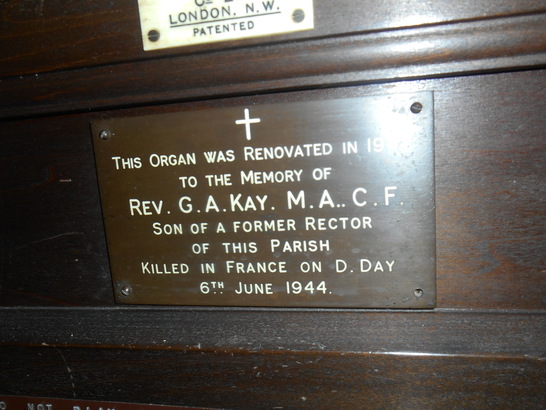 LONDON, N.W.
PATENTED
THIS ORGAN WAS RENOVATED IN
TO THE MEMORY OF
REV. G.A. KAY. M.A.. C.F.
SON OF A FORMER RECTOR
OF THIS PARISH
KILLED IN FRANCE ON D. DAY
6TH JUNE 1944.
NOT